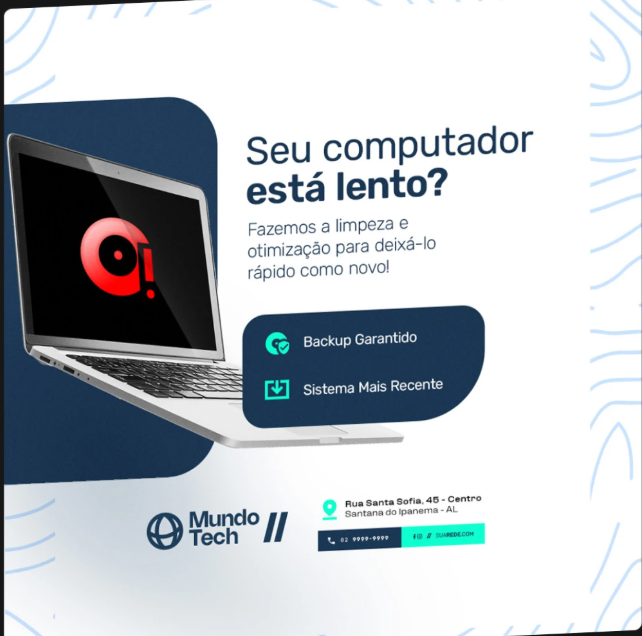 Seu computador
está lento?
Fazemos a limpeza e
otimização para deixá-lo
rápido como novo!
Backup Garantido
Sistema Mais Recente
Mundo
Tech
Rua Santa Sofia, 45 - Centro
Santana do Ipanema - AL
82 9999-9999
SUAREDE.COM